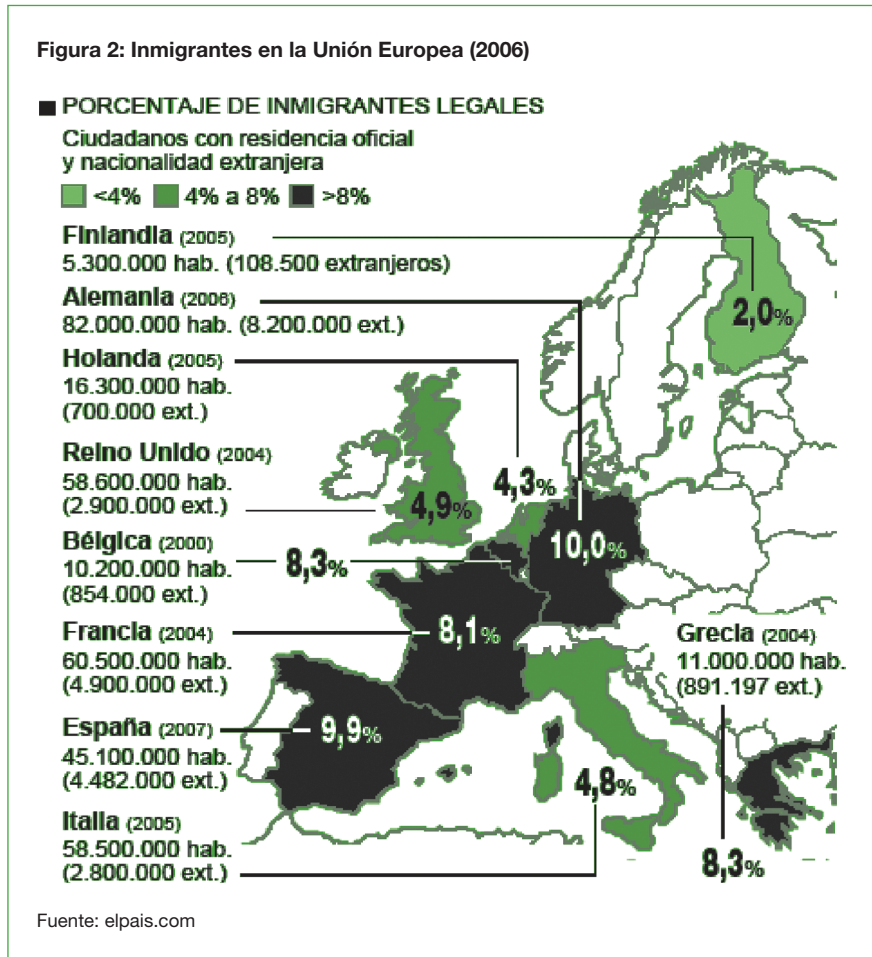 Figura 2: Inmigrantes en la Unión Europea (2006)
PORCENTAJE DE INMIGRANTES LEGALES
Ciudadanos con residencia oficial
y nacionalidad extranjera
<4% 4% a 8% >8%
Finlandia (2005)
5.300.000 hab. (108.500 extranjeros)
2,0%
Alemania (2006)
82.000.000 hab. (8.200.000 ext.)
10,0%
Holanda (2005)
16.300.000 hab.
(700.000 ext.)
4,3%
Reino Unido (2004)
58.600.000 hab.
(2.900.000 ext.)
4,9%
Bélgica (2000)
10.200.000 hab.
(854.000 ext.)
8,3%
Francia (2004)
60.500.000 hab.
(4.900.000 ext.)
8,1%
España (2007)
45.100.000 hab.
(4.482.000 ext.)
9,9%
Italia (2005)
58.500.000 hab.
(2.800.000 ext.)
4,8%
Grecia (2004)
11.000.000 hab.
(891.197 ext.)
8,3%
Fuente: elpais.com